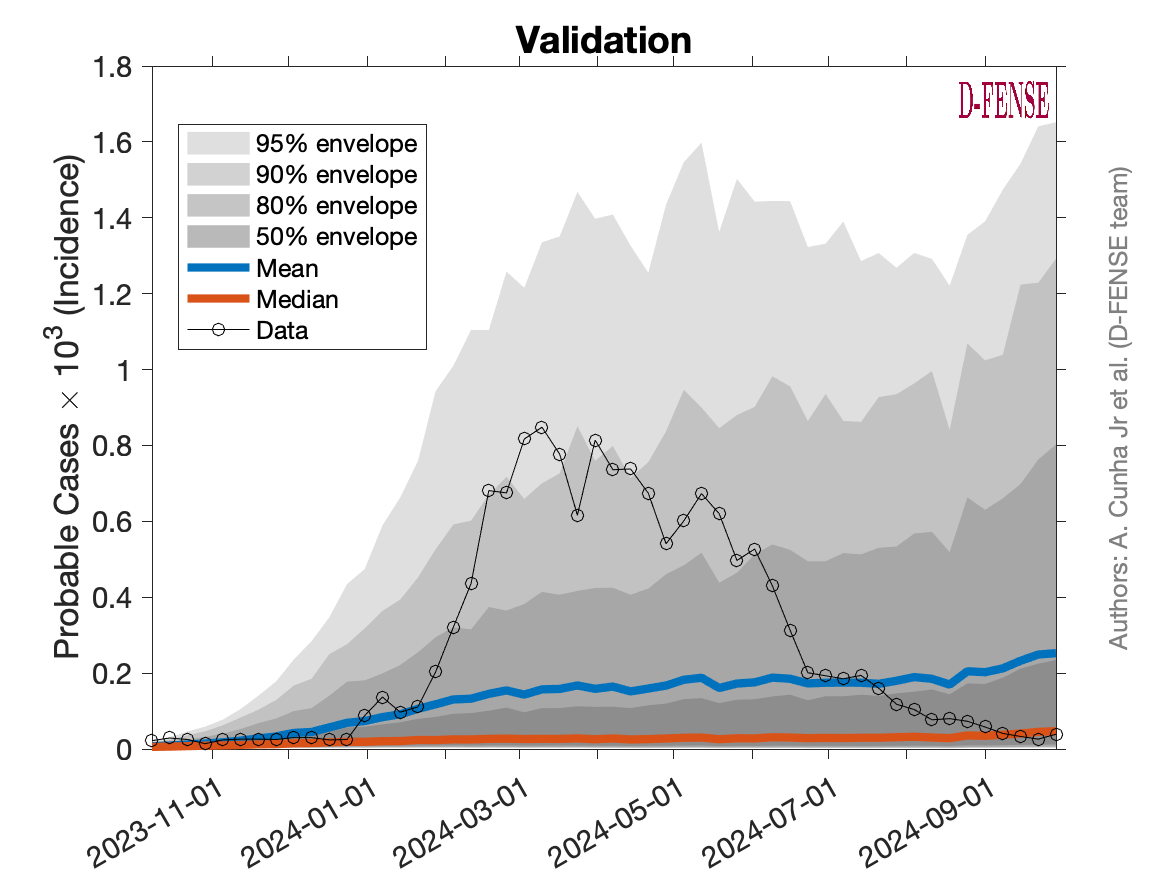 Validation
D-FENSE
1.8
1.6
1.4
1.2
1
0.8
0.6
0.4
0.2
0
Probable Cases × 10³ (Incidence)
95% envelope
90% envelope
80% envelope
50% envelope
Mean
Median
Data
2023-11-01
2024-01-01
2024-03-01
2024-05-01
2024-07-01
2024-09-01
Authors: A. Cunha Jr et al. (D-FENSE team)